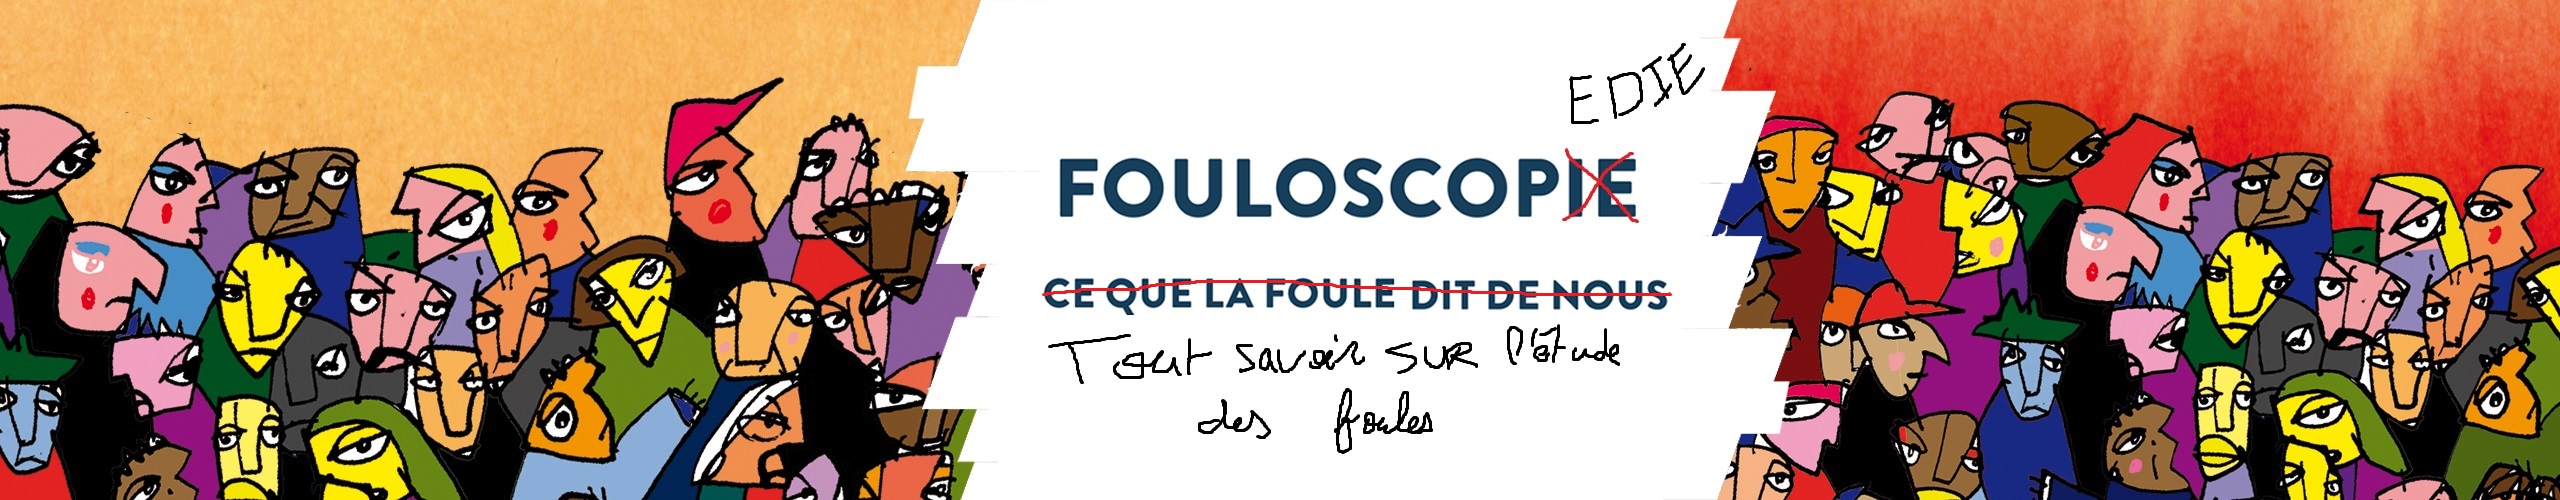 EDIE
FOULOSCOPIE
CE QUE LA FOULE DIT DE NOUS
Tout savoir SUR l'étude
des foules